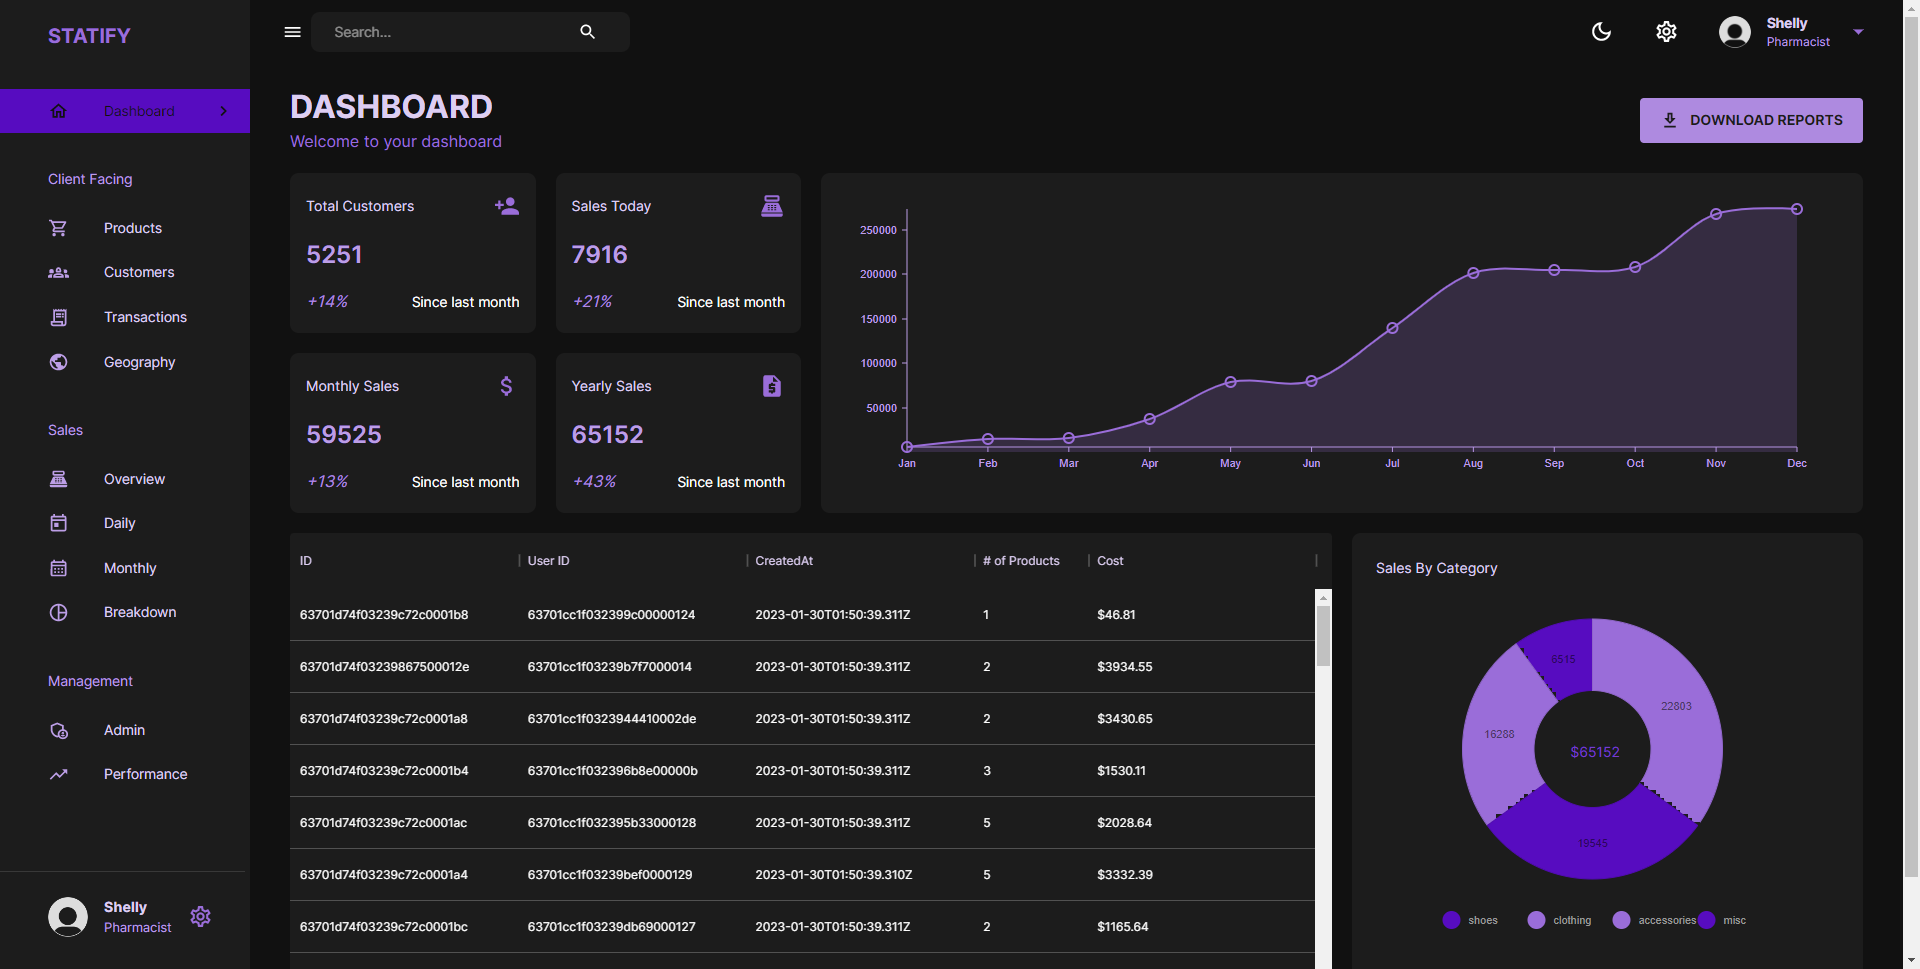 STATIFY
Dashboard
Client Facing
Products
Customers
Transactions
Geography
Sales
Overview
Daily
Monthly
Breakdown
Management
Admin
Performance
Shelly
Pharmacist
Search...
Shelly
Pharmacist
DASHBOARD
Welcome to your dashboard
DOWNLOAD REPORTS
Total Customers
5251
+14% Since last month
Sales Today
7916
+21% Since last month
Monthly Sales
59525
+13% Since last month
Yearly Sales
65152
+43% Since last month
250000
200000
150000
100000
50000
Jan Feb Mar Apr May Jun Jul Aug Sep Oct Nov Dec
ID User ID CreatedAt # of Products Cost
63701d74f03239c72c0001b8 63701cc1f032399c00000124 2023-01-30T01:50:39.311Z 1 $46.81
63701d74f03239867500012e 63701cc1f03239b7f7000014 2023-01-30T01:50:39.311Z 2 $3934.55
63701d74f03239c72c0001a8 63701cc1f0323944410002de 2023-01-30T01:50:39.311Z 2 $3430.65
63701d74f03239c72c0001b4 63701cc1f032396b8e00000b 2023-01-30T01:50:39.311Z 3 $1530.11
63701d74f03239c72c0001ac 63701cc1f032395b33000128 2023-01-30T01:50:39.311Z 5 $2028.64
63701d74f03239c72c0001a4 63701cc1f03239bef0000129 2023-01-30T01:50:39.310Z 5 $3332.39
63701d74f03239c72c0001bc 63701cc1f03239db69000127 2023-01-30T01:50:39.311Z 2 $1165.64
Sales By Category
6515
22803
16288
$65152
19545
shoes clothing accessories misc